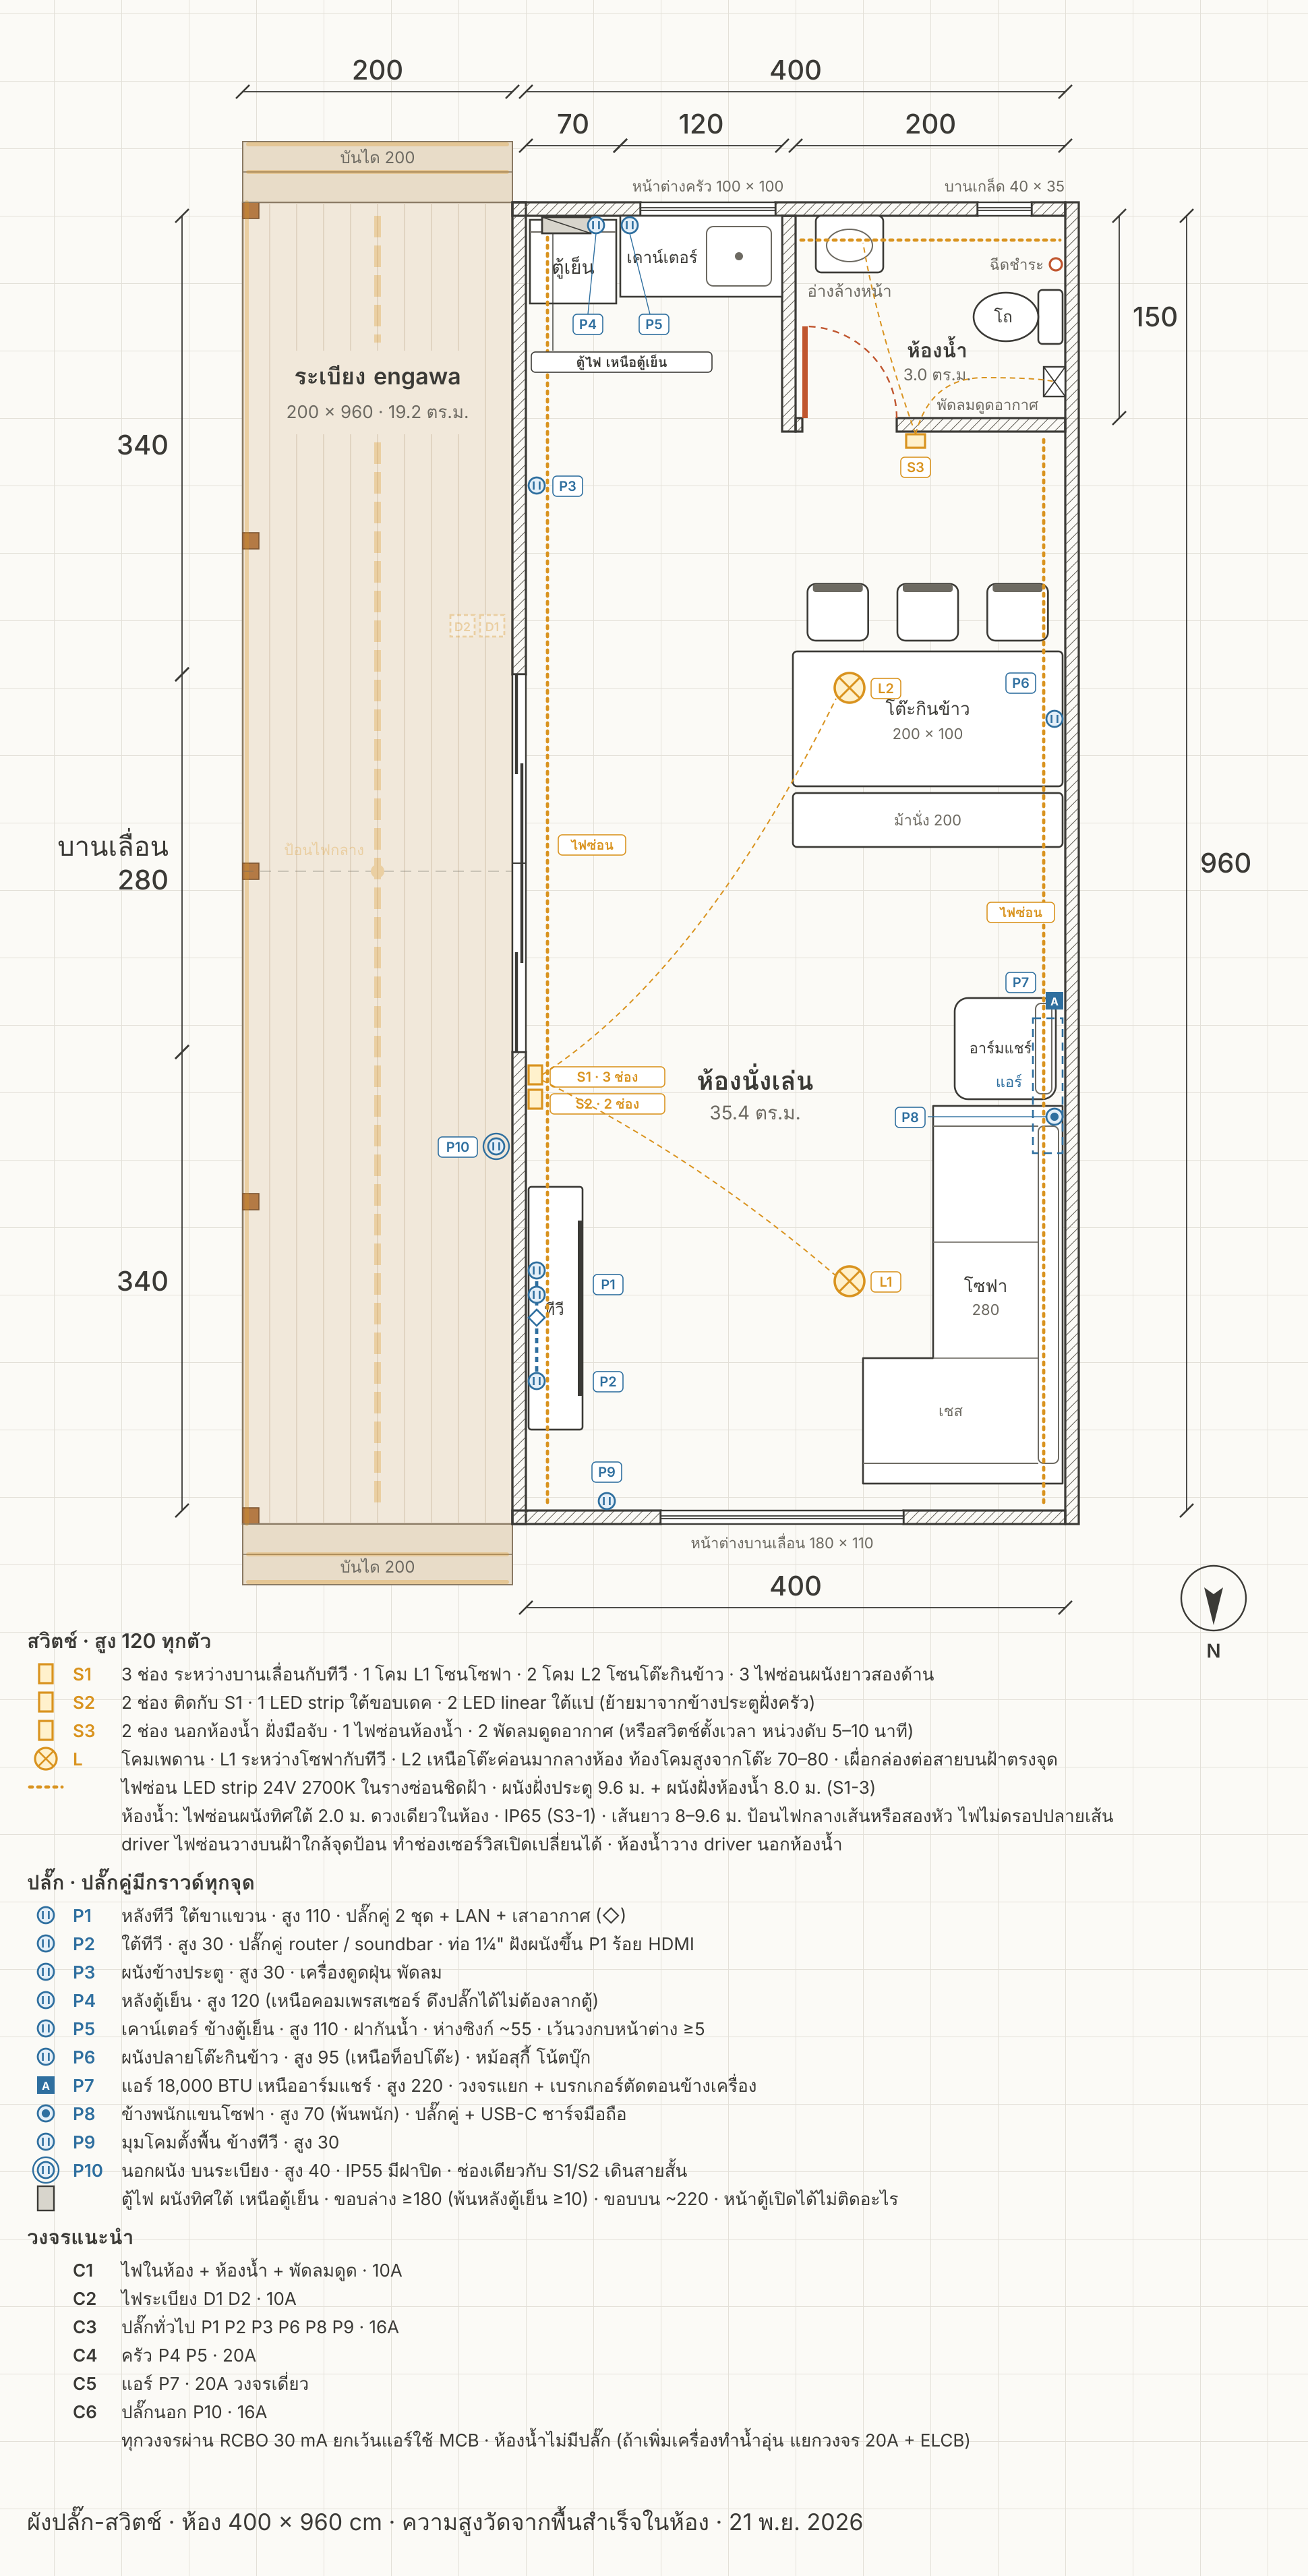 200
400
70
120
200
บันได 200
หน้าต่างครัว 100 × 100
บานเกล็ด 40 × 35
ตู้เย็น
เคาน์เตอร์
ฉีดชำระ
อ่างล้างหน้า
โถ
150
P4
P5
ห้องน้ำ
3.0 ตร.ม.
ตู้ไฟ เหนือตู้เย็น
ระเบียง engawa
200 × 960 · 19.2 ตร.ม.
พัดลมดูดอากาศ
340
S3
P3
D2
D1
P6
L2
โต๊ะกินข้าว
200 × 100
ม้านั่ง 200
บานเลื่อน
280
ป้อนไฟกลาง
ไฟซ่อน
960
ไฟซ่อน
P7
A
อาร์มแชร์
แอร์
S1 · 3 ช่อง
S2 · 2 ช่อง
ห้องนั่งเล่น
35.4 ตร.ม.
P8
P10
340
P1
ทีวี
L1
โซฟา
280
P2
เชส
P9
บันได 200
หน้าต่างบานเลื่อน 180 × 110
400
N
สวิตช์ · สูง 120 ทุกตัว
S1 3 ช่อง ระหว่างบานเลื่อนกับทีวี · 1 โคม L1 โซนโซฟา · 2 โคม L2 โซนโต๊ะกินข้าว · 3 ไฟซ่อนผนังยาวสองด้าน
S2 2 ช่อง ติดกับ S1 · 1 LED strip ใต้ขอบเดค · 2 LED linear ใต้แป (ย้ายมาจากข้างประตูฝั่งครัว)
S3 2 ช่อง นอกห้องน้ำ ฝั่งมือจับ · 1 ไฟซ่อนห้องน้ำ · 2 พัดลมดูดอากาศ (หรือสวิตช์ตั้งเวลา หน่วงดับ 5–10 นาที)
L โคมเพดาน · L1 ระหว่างโซฟากับทีวี · L2 เหนือโต๊ะค่อนมากลางห้อง ท้องโคมสูงจากโต๊ะ 70–80 · เผื่อกล่องต่อสายบนฝ้าตรงจุด
ไฟซ่อน LED strip 24V 2700K ในรางซ่อนชิดฝ้า · ผนังฝั่งประตู 9.6 ม. + ผนังฝั่งห้องน้ำ 8.0 ม. (S1-3)
ห้องน้ำ: ไฟซ่อนผนังทิศใต้ 2.0 ม. ดวงเดียวในห้อง · IP65 (S3-1) · เส้นยาว 8–9.6 ม. ป้อนไฟกลางเส้นหรือสองหัว ไฟไม่ดรอปปลายเส้น
driver ไฟซ่อนวางบนฝ้าใกล้จุดป้อน ทำช่องเซอร์วิสเปิดเปลี่ยนได้ · ห้องน้ำวาง driver นอกห้องน้ำ
ปลั๊ก · ปลั๊กคู่มีกราวด์ทุกจุด
P1 หลังทีวี ใต้ขาแขวน · สูง 110 · ปลั๊กคู่ 2 ชุด + LAN + เสาอากาศ (◇)
P2 ใต้ทีวี · สูง 30 · ปลั๊กคู่ router / soundbar · ท่อ 1¼" ฝังผนังขึ้น P1 ร้อย HDMI
P3 ผนังข้างประตู · สูง 30 · เครื่องดูดฝุ่น พัดลม
P4 หลังตู้เย็น · สูง 120 (เหนือคอมเพรสเซอร์ ดึงปลั๊กได้ไม่ต้องลากตู้)
P5 เคาน์เตอร์ ข้างตู้เย็น · สูง 110 · ฝากันน้ำ · ห่างซิงก์ ~55 · เว้นวงกบหน้าต่าง ≥5
P6 ผนังปลายโต๊ะกินข้าว · สูง 95 (เหนือท็อปโต๊ะ) · หม้อสุกี้ โน้ตบุ๊ก
A P7 แอร์ 18,000 BTU เหนืออาร์มแชร์ · สูง 220 · วงจรแยก + เบรกเกอร์ตัดตอนข้างเครื่อง
P8 ข้างพนักแขนโซฟา · สูง 70 (พ้นพนัก) · ปลั๊กคู่ + USB-C ชาร์จมือถือ
P9 มุมโคมตั้งพื้น ข้างทีวี · สูง 30
P10 นอกผนัง บนระเบียง · สูง 40 · IP55 มีฝาปิด · ช่องเดียวกับ S1/S2 เดินสายสั้น
ตู้ไฟ ผนังทิศใต้ เหนือตู้เย็น · ขอบล่าง ≥180 (พ้นหลังตู้เย็น ≥10) · ขอบบน ~220 · หน้าตู้เปิดได้ไม่ติดอะไร
วงจรแนะนำ
C1 ไฟในห้อง + ห้องน้ำ + พัดลมดูด · 10A
C2 ไฟระเบียง D1 D2 · 10A
C3 ปลั๊กทั่วไป P1 P2 P3 P6 P8 P9 · 16A
C4 ครัว P4 P5 · 20A
C5 แอร์ P7 · 20A วงจรเดี่ยว
C6 ปลั๊กนอก P10 · 16A
ทุกวงจรผ่าน RCBO 30 mA ยกเว้นแอร์ใช้ MCB · ห้องน้ำไม่มีปลั๊ก (ถ้าเพิ่มเครื่องทำน้ำอุ่น แยกวงจร 20A + ELCB)
ผังปลั๊ก-สวิตช์ · ห้อง 400 × 960 cm · ความสูงวัดจากพื้นสำเร็จในห้อง · 21 พ.ย. 2026